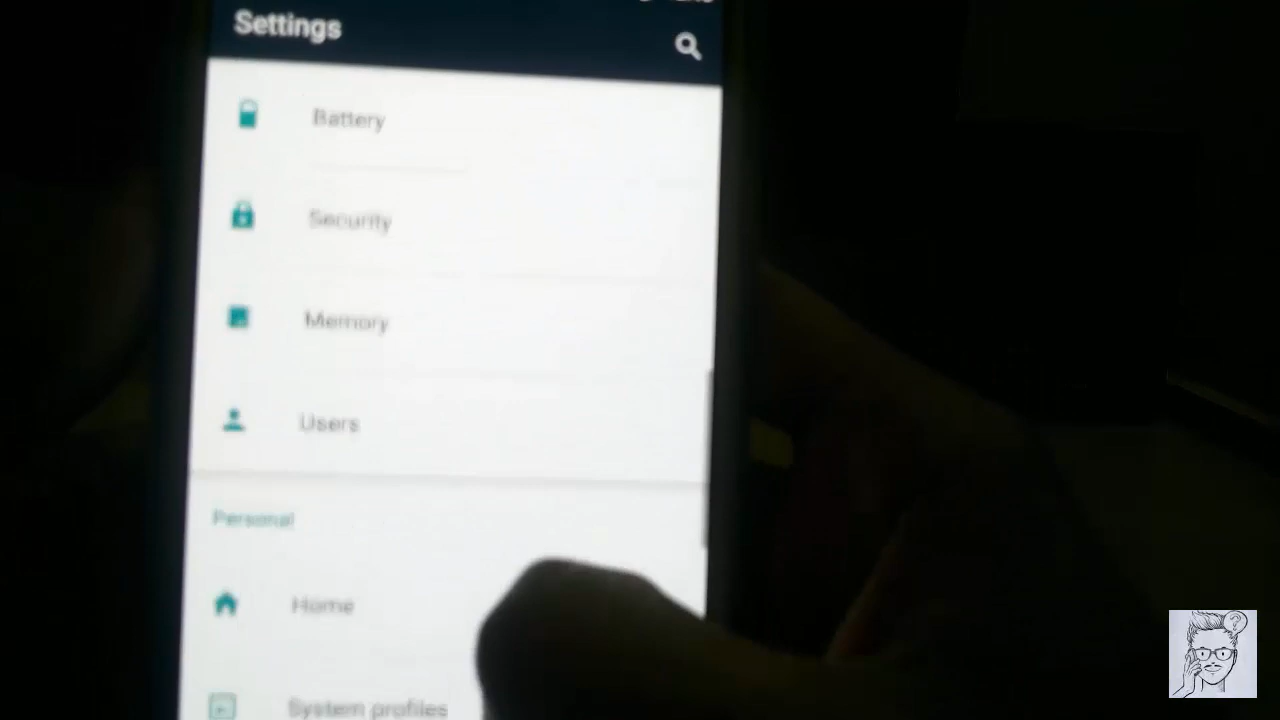 Settings
Battery
Security
Memory
Users
Personal
Home
System profiles